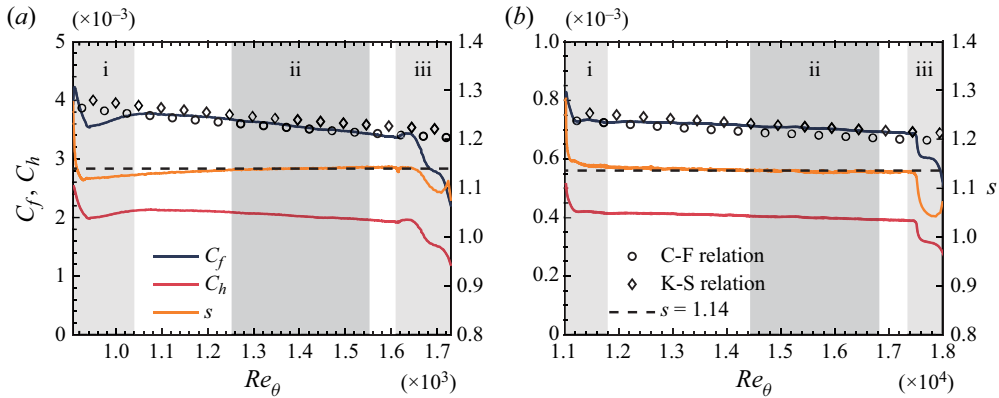 (a)
(×10⁻³)
5
4
3
2
1
0
C_f, C_h
i
ii
iii
1.4
1.3
1.2
1.1
1.0
0.9
0.8
C_f
C_h
s
1.0
1.1
1.2
1.3
1.4
1.5
1.6
1.7
Re_θ
(×10³)
(b)
(×10⁻³)
1.0
0.8
0.6
0.4
0.2
0
i
ii
iii
1.4
1.3
1.2
1.1
1.0
0.9
0.8
s
C-F relation
K-S relation
s = 1.14
1.1
1.2
1.3
1.4
1.5
1.6
1.7
1.8
Re_θ
(×10⁴)